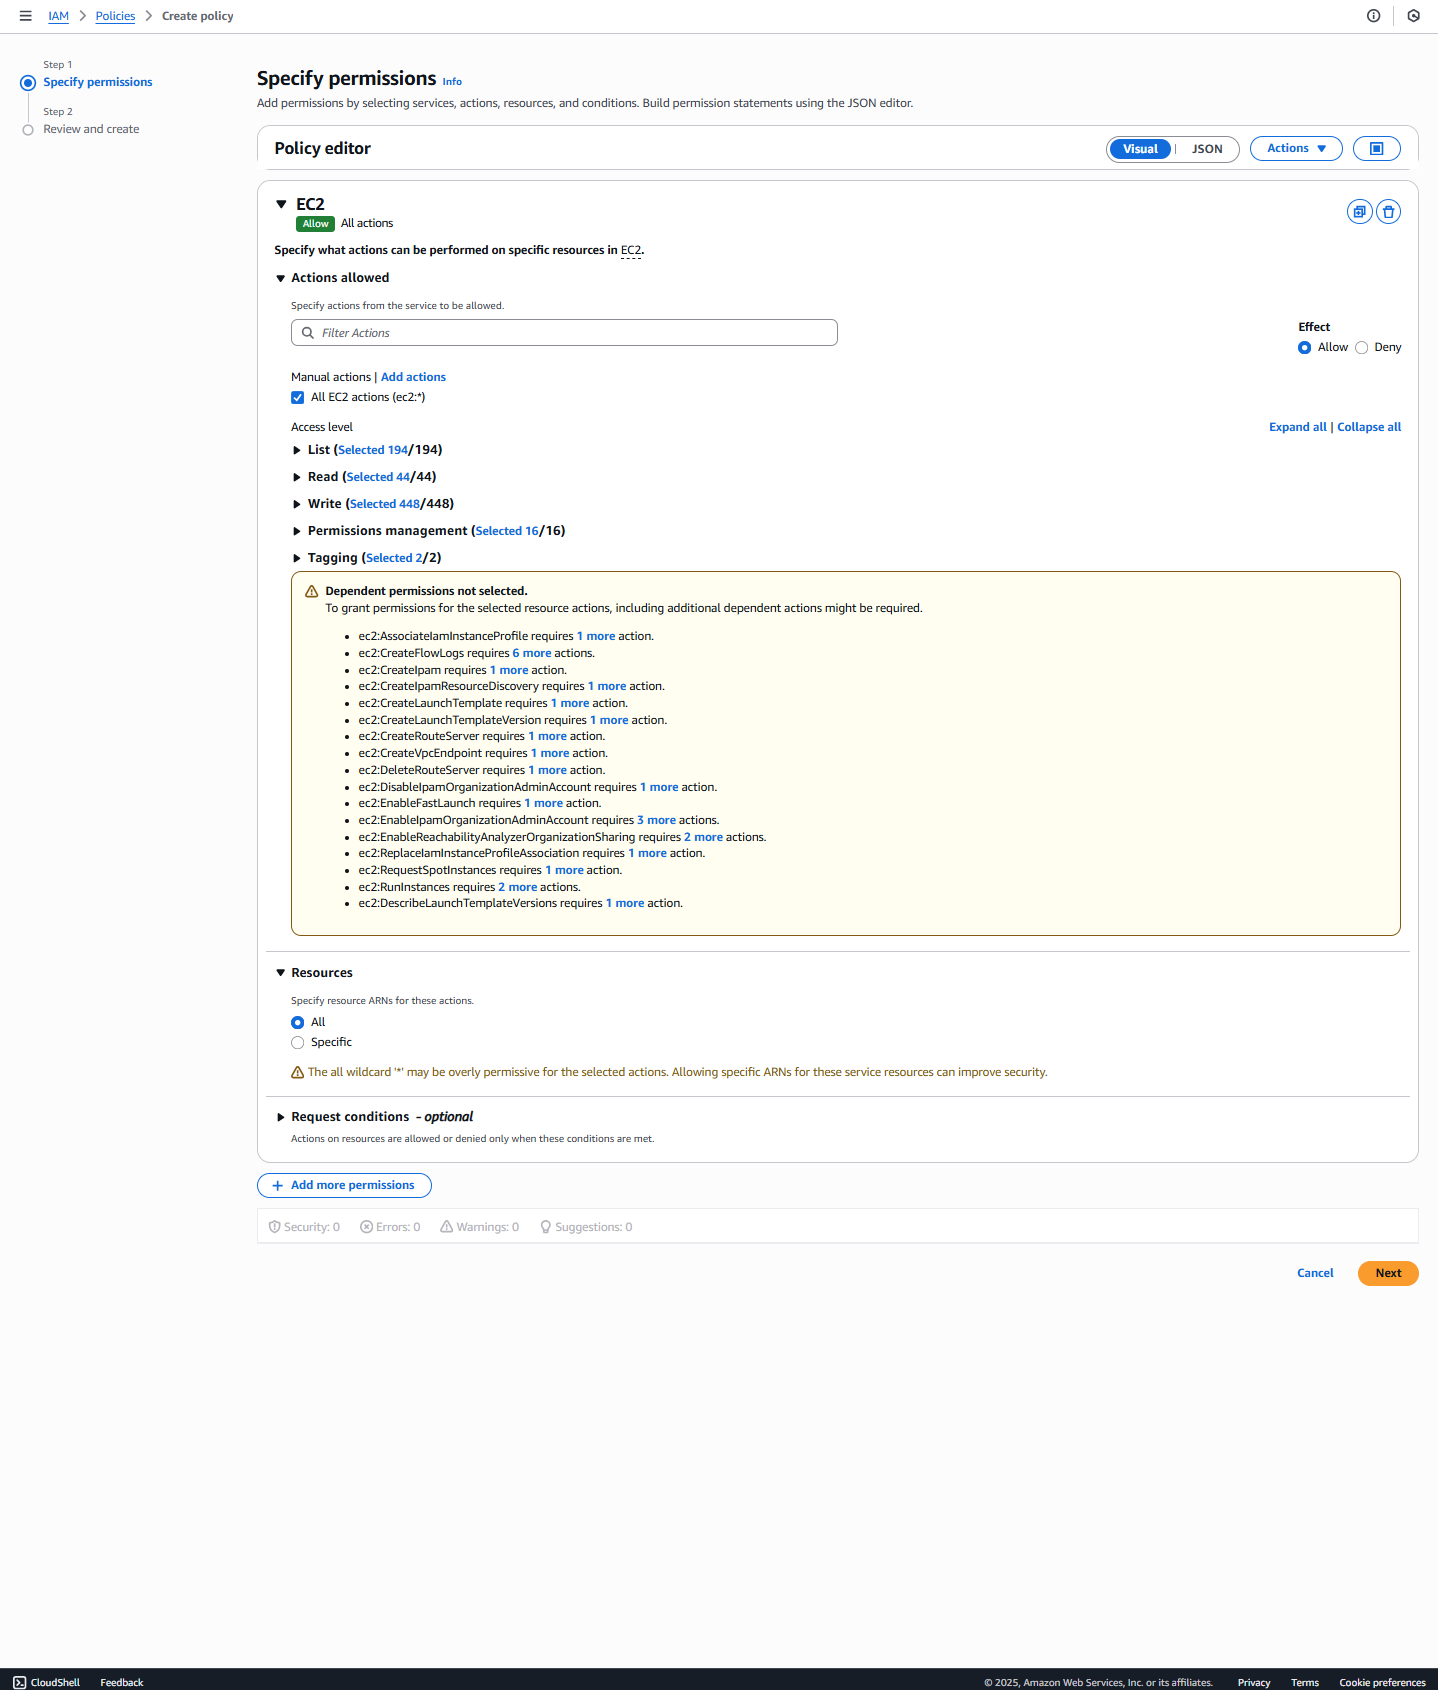 IAM > Policies > Create policy
Step 1
Specify permissions
Step 2
Review and create
Specify permissions Info
Add permissions by selecting services, actions, resources, and conditions. Build permission statements using the JSON editor.
Policy editor
Visual | JSON
Actions
EC2
Allow All actions
Specify what actions can be performed on specific resources in EC2.
Actions allowed
Specify actions from the service to be allowed.
Filter Actions
Effect
Allow Deny
Manual actions | Add actions
All EC2 actions (ec2:*)
Access level
Expand all | Collapse all
List (Selected 194/194)
Read (Selected 44/44)
Write (Selected 448/448)
Permissions management (Selected 16/16)
Tagging (Selected 2/2)
Dependent permissions not selected.
To grant permissions for the selected resource actions, including additional dependent actions might be required.
• ec2:AssociateIamInstanceProfile requires 1 more action.
• ec2:CreateFlowLogs requires 6 more actions.
• ec2:CreateIpam requires 1 more action.
• ec2:CreateIpamResourceDiscovery requires 1 more action.
• ec2:CreateLaunchTemplate requires 1 more action.
• ec2:CreateLaunchTemplateVersion requires 1 more action.
• ec2:CreateRouteServer requires 1 more action.
• ec2:CreateVpcEndpoint requires 1 more action.
• ec2:DeleteRouteServer requires 1 more action.
• ec2:DisableIpamOrganizationAdminAccount requires 1 more action.
• ec2:EnableFastLaunch requires 1 more action.
• ec2:EnableIpamOrganizationAdminAccount requires 3 more actions.
• ec2:EnableReachabilityAnalyzerOrganizationSharing requires 2 more actions.
• ec2:ReplaceIamInstanceProfileAssociation requires 1 more action.
• ec2:RequestSpotInstances requires 1 more action.
• ec2:RunInstances requires 2 more actions.
• ec2:DescribeLaunchTemplateVersions requires 1 more action.
Resources
Specify resource ARNs for these actions.
All
Specific
The all wildcard '*' may be overly permissive for the selected actions. Allowing specific ARNs for these service resources can improve security.
Request conditions - optional
Actions on resources are allowed or denied only when these conditions are met.
+ Add more permissions
Security: 0 Errors: 0 Warnings: 0 Suggestions: 0
Cancel Next
CloudShell Feedback © 2025, Amazon Web Services, Inc. or its affiliates. Privacy Terms Cookie preferences